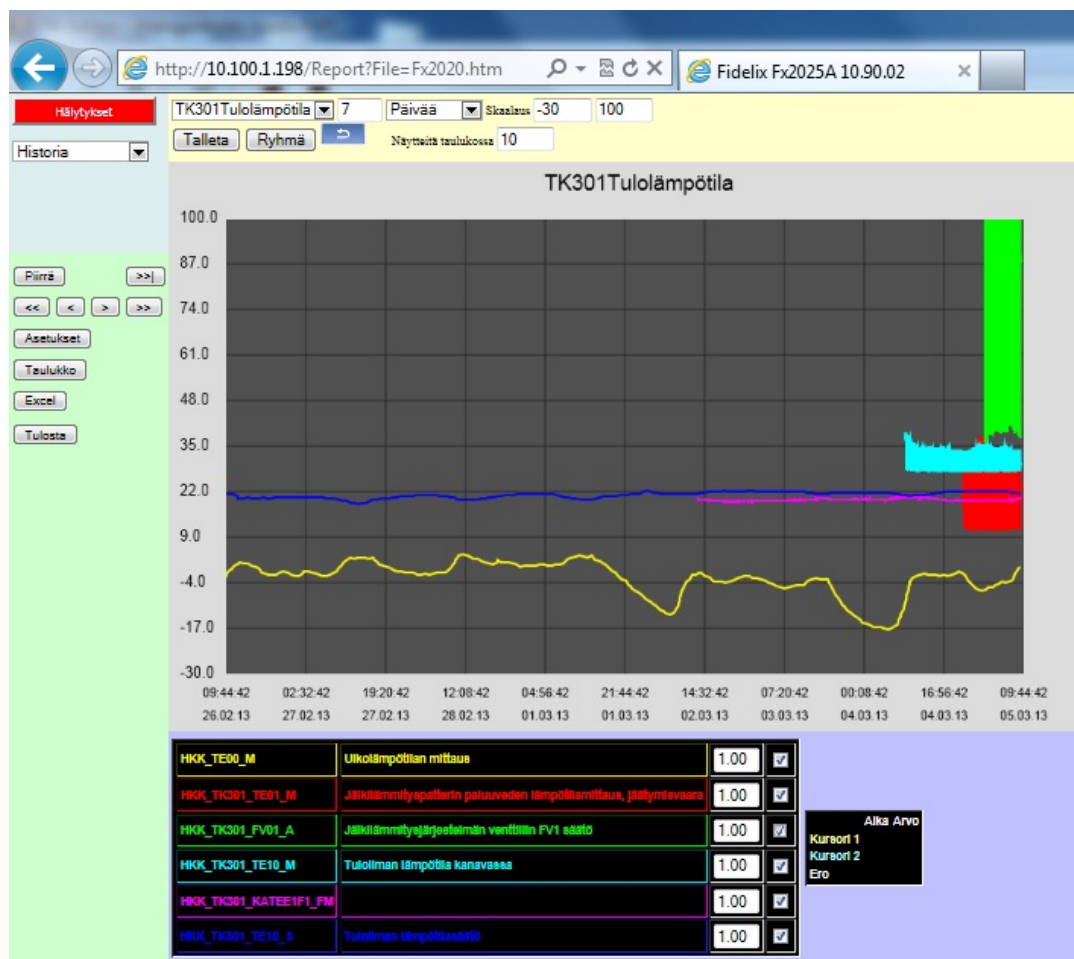 http://10.100.1.198/Report?File=Fx2020.htm
Fidelix Fx2025A 10.90.02
Hälytykset
TK301Tulolämpötila 7 Päivää Skaalaus -30 100
Talleta Ryhmä Näytteitä taulukossa 10
Historia
TK301Tulolämpötila
100.0
87.0
74.0
61.0
48.0
35.0
22.0
9.0
-4.0
-17.0
-30.0
Piirrä >>|
<< < > >>
Asetukset
Taulukko
Excel
Tulosta
09:44:42 02:32:42 19:20:42 12:08:42 04:56:42 21:44:42 14:32:42 07:20:42 00:08:42 16:56:42 09:44:42
26.02.13 27.02.13 27.02.13 28.02.13 01.03.13 01.03.13 02.03.13 03.03.13 04.03.13 04.03.13 05.03.13
HKK_TE00_M Ulkolämpötilan mittaus 1.00
HKK_TK301_TE01_M Jälkilämmityspatterin paluuveden lämpötilamittaus, jäätymisvaara 1.00
HKK_TK301_FV01_A Jälkilämmitysjärjestelmän venttiilin FV1 säätö 1.00
HKK_TK301_TE10_M Tuloilman lämpötila kanavassa 1.00
HKK_TK301_KATEE1F1_FM 1.00
HKK_TK301_TE10_S Tuloilman lämpötilasäätö 1.00
Aika Arvo
Kursori 1
Kursori 2
Ero